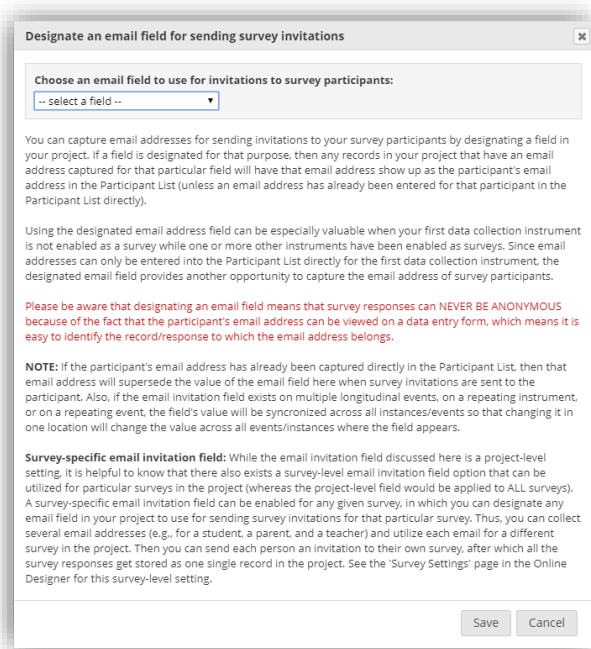 Designate an email field for sending survey invitations
Choose an email field to use for invitations to survey participants:
-- select a field --
You can capture email addresses for sending invitations to your survey participants by designating a field in
your project. If a field is designated for that purpose, then any records in your project that have an email
address captured for that particular field will have that email address show up as the participant's email
address in the Participant List (unless an email address has already been entered for that participant in the
Participant List directly).
Using the designated email address field can be especially valuable when your first data collection instrument
is not enabled as a survey while one or more other instruments have been enabled as surveys. Since email
addresses can only be entered into the Participant List directly for the first data collection instrument, the
designated email field provides another opportunity to capture the email address of survey participants.
Please be aware that designating an email field means that survey responses can NEVER BE ANONYMOUS
because of the fact that the participant's email address can be viewed on a data entry form, which means it is
easy to identify the record/response to which the email address belongs.
NOTE: If the participant's email address has already been captured directly in the Participant List, then that
email address will supersede the value of the email field here when survey invitations are sent to the
participant. Also, if the email invitation field exists on multiple longitudinal events, on a repeating instrument,
or on a repeating event, the field's value will be syncronized across all instances/events so that changing it in
one location will change the value across all events/instances where the field appears.
Survey-specific email invitation field: While the email invitation field discussed here is a project-level
setting, it is helpful to know that there also exists a survey-level email invitation field option that can be
utilized for particular surveys in the project (whereas the project-level field would be applied to ALL surveys).
A survey-specific email invitation field can be enabled for any given survey, in which you can designate any
email field in your project to use for sending survey invitations for that particular survey. Thus, you can collect
several email addresses (e.g., for a student, a parent, and a teacher) and utilize each email for a different
survey in the project. Then you can send each person an invitation to their own survey, after which all the
survey responses get stored as one single record in the project. See the 'Survey Settings' page in the Online
Designer for this survey-level setting.
Save Cancel